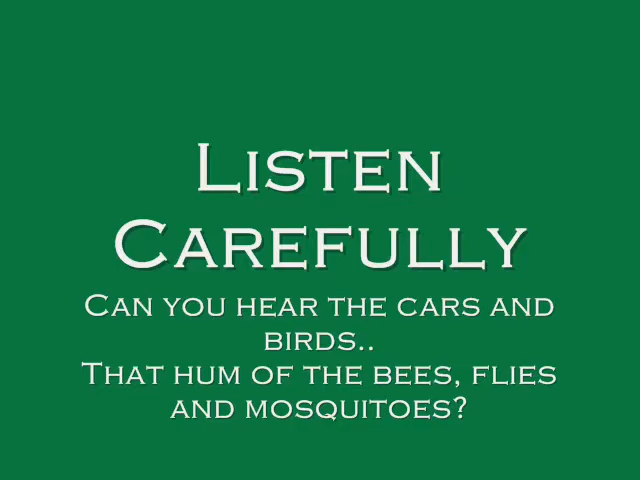 Listen
Carefully
Can you hear the cars and
birds..
That hum of the bees, flies
and mosquitoes?